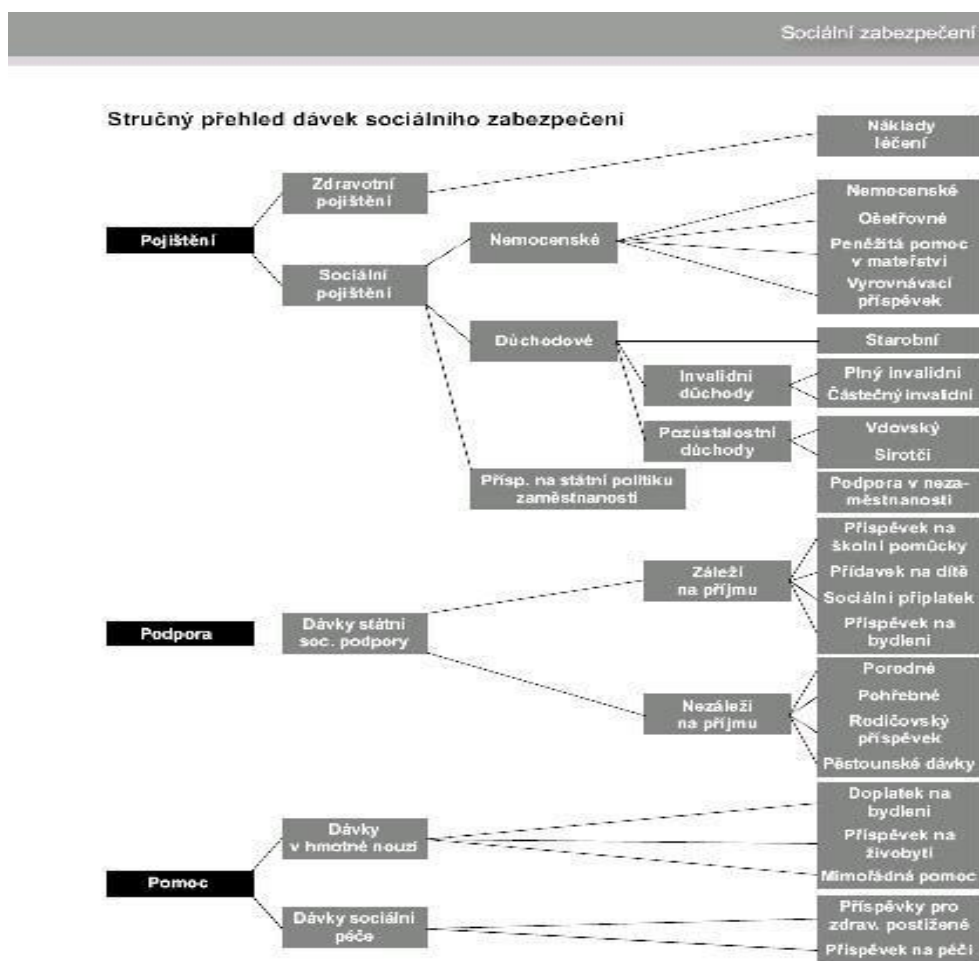 Sociální zabezpečení
Stručný přehled dávek sociálního zabezpečení
Náklady
léčení
Zdravotní
pojištění
Pojištění
Sociální
pojištění
Nemocenské
Nemocenské
Ošetřovné
Peněžitá pomoc
v mateřství
Vyrovnávací
příspěvek
Důchodové
Starobní
Invalidní
důchody
Plný invalidní
Částečný invalidní
Pozůstalostní
důchody
Vdovský
Sirotčí
Přísp. na státní politiku
zaměstnanosti
Podpora v neza-
městnanosti
Podpora
Dávky státní
soc. podpory
Záleží
na příjmu
Příspěvek na
školní pomůcky
Přídavek na dítě
Sociální příplatek
Příspěvek na
bydlení
Nezáleží
na příjmu
Porodné
Pohřebné
Rodičovský
příspěvek
Pěstounské dávky
Pomoc
Dávky
v hmotné nouzi
Doplatek na
bydlení
Příspěvek na
živobytí
Mimořádná pomoc
Dávky sociální
péče
Příspěvky pro
zdrav. postižené
Příspěvek na péči